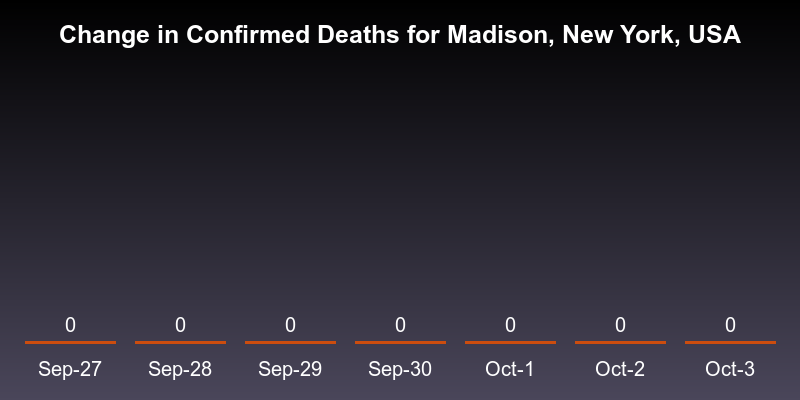 Change in Confirmed Deaths for Madison, New York, USA
0 0 0 0 0 0 0
Sep-27 Sep-28 Sep-29 Sep-30 Oct-1 Oct-2 Oct-3